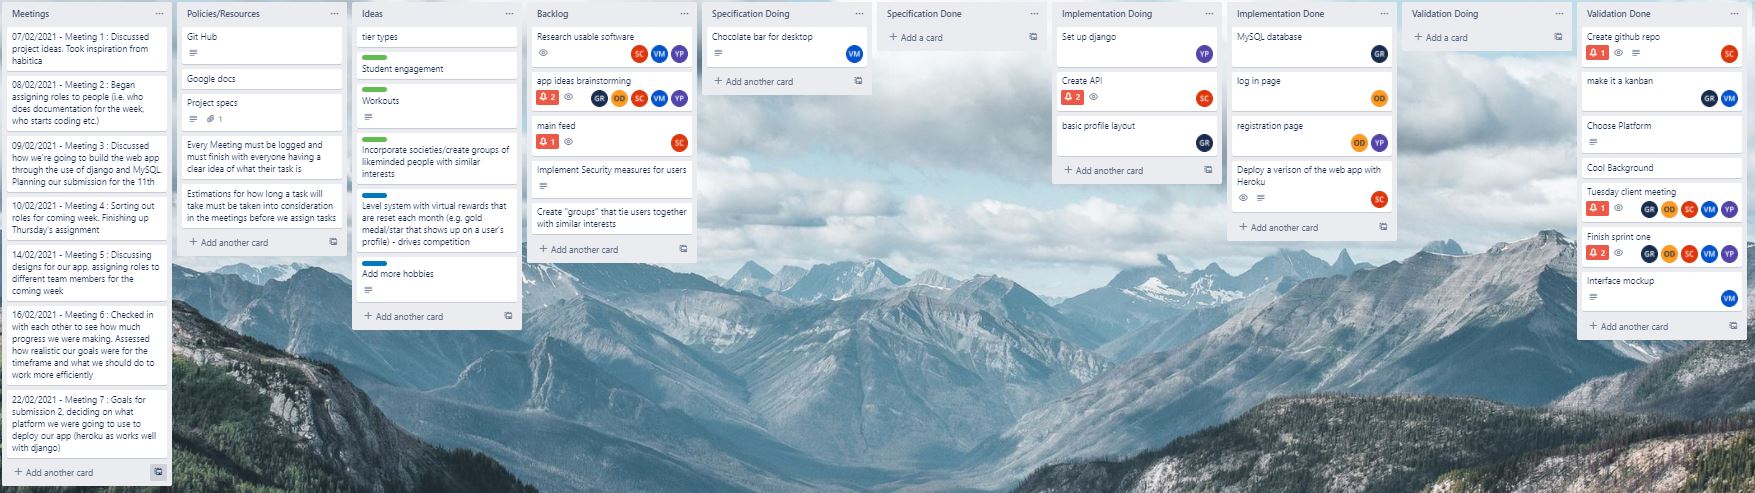 Meetings
07/02/2021 - Meeting 1 : Discussed
project ideas. Took inspiration from
habitica
08/02/2021 - Meeting 2 : Began
assigning roles to people (i.e. who
does documentation for the week,
who starts coding etc.)
09/02/2021 - Meeting 3 : Discussed
how we're going to build the web app
through the use of django and MySQL.
Planning our submission for the 11th
10/02/2021 - Meeting 4 : Sorting out
roles for coming week. Finishing up
Thursday's assignment
14/02/2021 - Meeting 5 : Discussing
designs for our app, assigning roles to
different team members for the
coming week
16/02/2021 - Meeting 6 : Checked in
with each other to see how much
progress we were making. Assessed
how realistic our goals were for the
timeframe and what we should do to
work more efficiently
22/02/2021 - Meeting 7 : Goals for
submission 2, deciding on what
platform we were going to use to
deploy our app (heroku as works well
with django)
+ Add another card
Policies/Resources
Git Hub
Google docs
Project specs
1
Every Meeting must be logged and
must finish with everyone having a
clear idea of what their task is
Estimations for how long a task will
take must be taken into consideration
in the meetings before we assign tasks
+ Add another card
Ideas
tier types
Student engagement
Workouts
Incorporate societies/create groups of
likeminded people with similar
interests
Level system with virtual rewards that
are reset each month (e.g. gold
medal/star that shows up on a user's
profile) - drives competition
Add more hobbies
+ Add another card
Backlog
Research usable software
SC VM YP
app ideas brainstorming
2 GR OD SC VM YP
main feed
1 SC
Implement Security measures for users
Create "groups" that tie users together
with similar interests
+ Add another card
Specification Doing
Chocolate bar for desktop
VM
+ Add another card
Specification Done
+ Add a card
Implementation Doing
Set up django
YP
Create API
2 SC
basic profile layout
GR
+ Add another card
Implementation Done
MySQL database
GR
log in page
OD
registration page
OD YP
Deploy a verison of the web app with
Heroku
SC
+ Add another card
Validation Doing
+ Add a card
Validation Done
Create github repo
1 SC
make it a kanban
GR VM
Choose Platform
Cool Background
Tuesday client meeting
1 GR OD SC VM YP
Finish sprint one
2 GR OD SC VM YP
Interface mockup
VM
+ Add another card